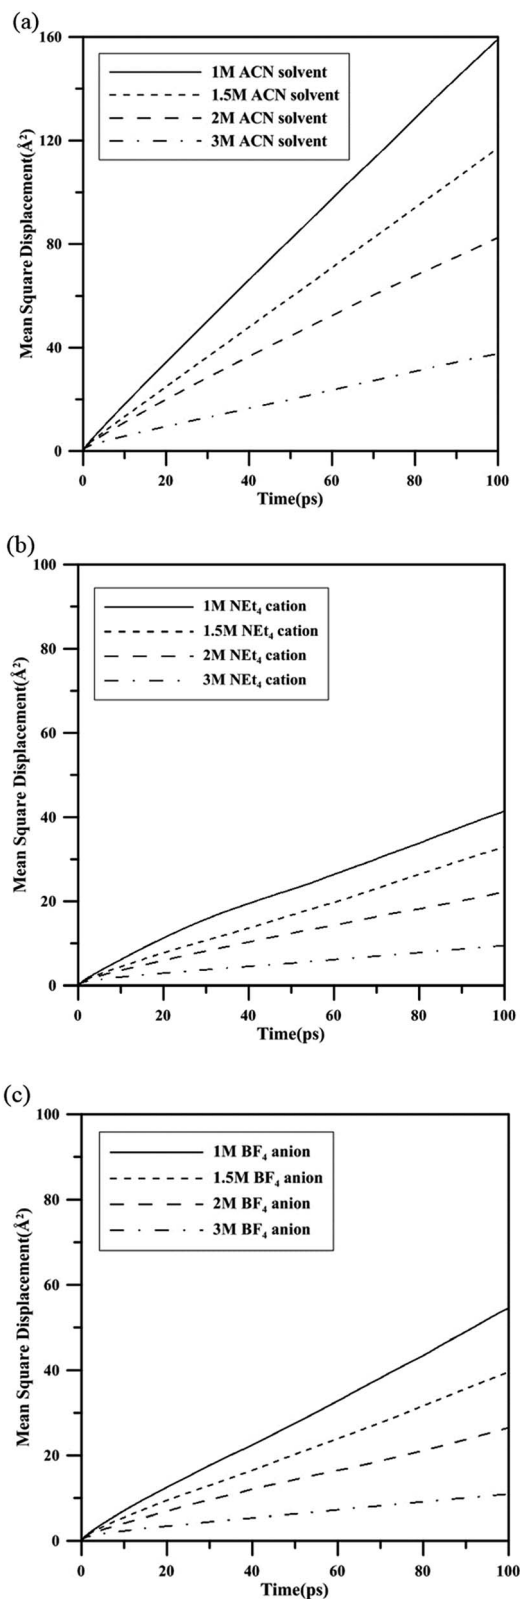 (a)
160
120
80
40
0
Mean Square Displacement(Å²)
1M ACN solvent
1.5M ACN solvent
2M ACN solvent
3M ACN solvent
0 20 40 60 80 100
Time(ps)
(b)
100
80
60
40
20
0
Mean Square Displacement(Å²)
1M NEt₄ cation
1.5M NEt₄ cation
2M NEt₄ cation
3M NEt₄ cation
0 20 40 60 80 100
Time(ps)
(c)
100
80
60
40
20
0
Mean Square Displacement(Å²)
1M BF₄ anion
1.5M BF₄ anion
2M BF₄ anion
3M BF₄ anion
0 20 40 60 80 100
Time(ps)